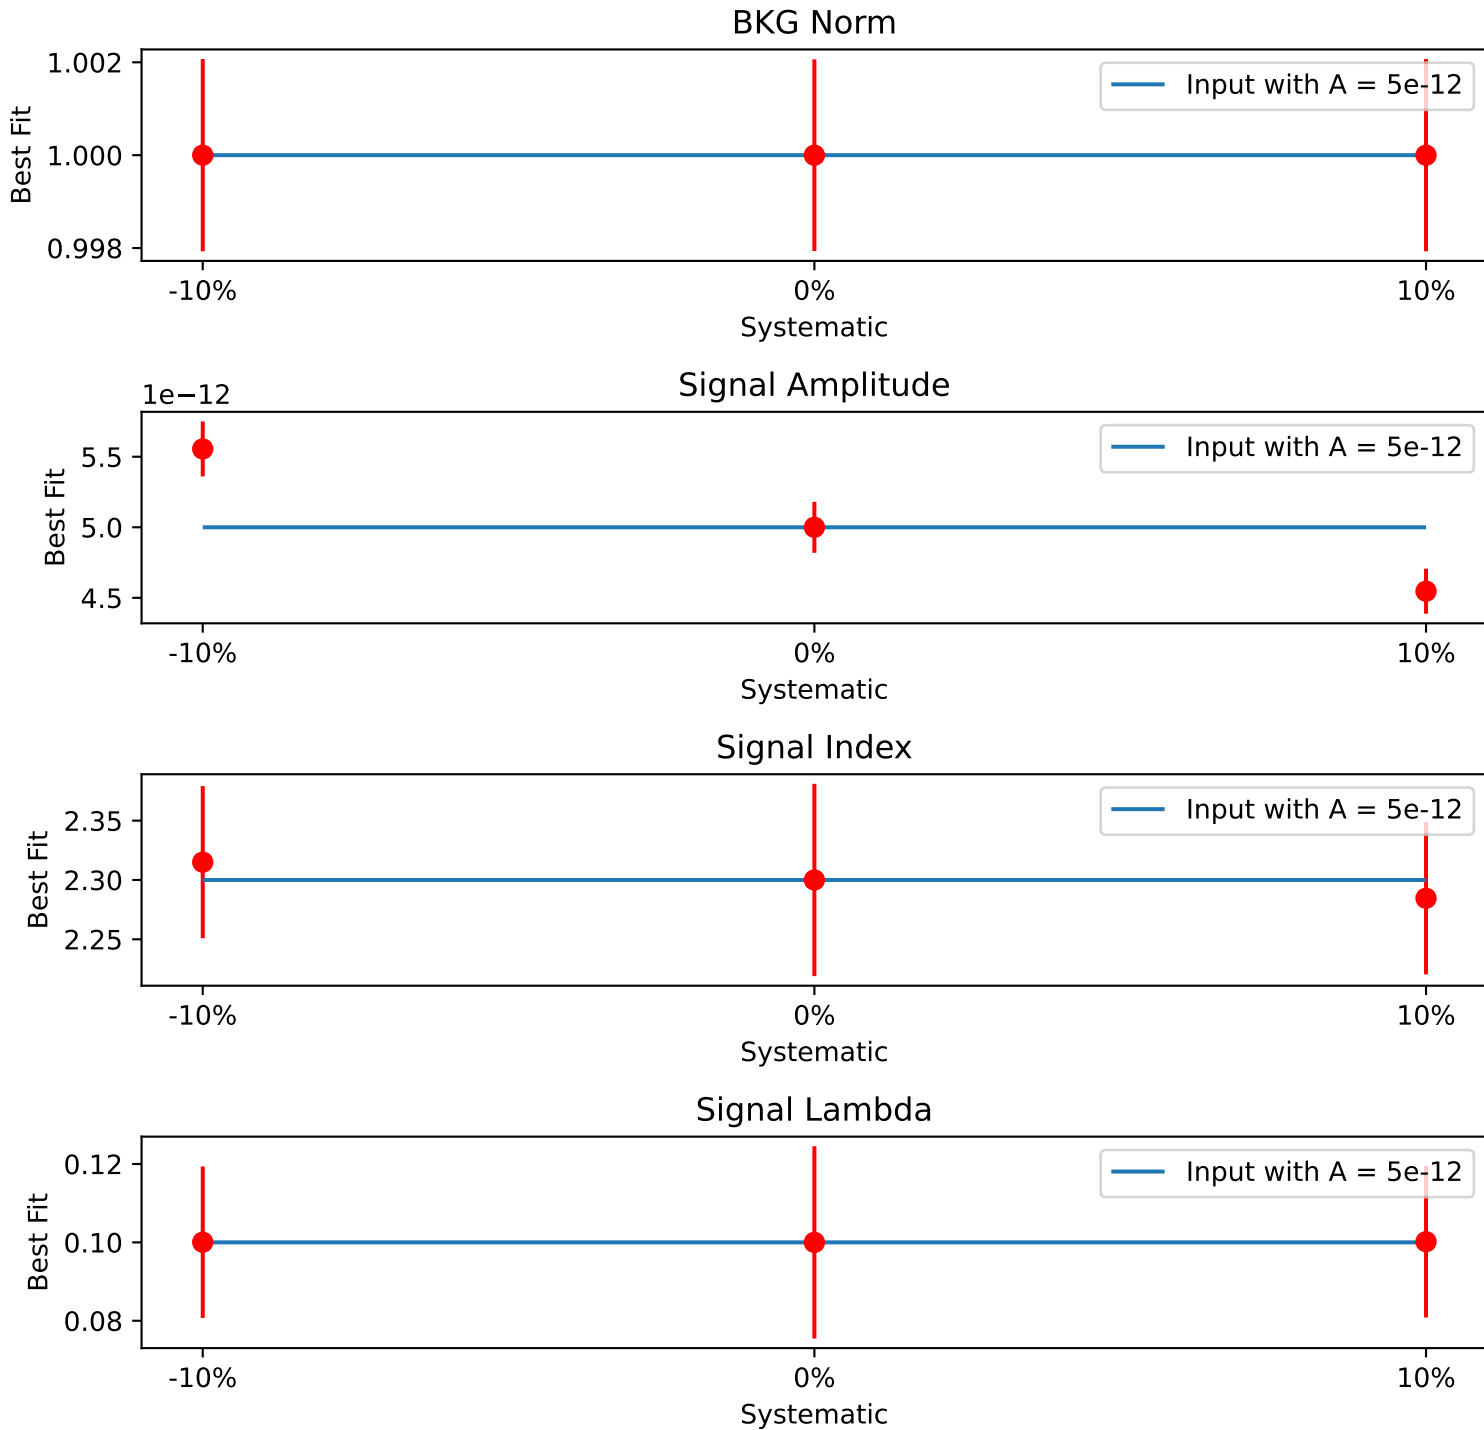 BKG Norm
1.002
1.000
0.998
Best Fit
Input with A = 5e-12
-10% 0% 10%
Systematic
Signal Amplitude
1e−12
5.5
5.0
4.5
Best Fit
Input with A = 5e-12
-10% 0% 10%
Systematic
Signal Index
2.35
2.30
2.25
Best Fit
Input with A = 5e-12
-10% 0% 10%
Systematic
Signal Lambda
0.12
0.10
0.08
Best Fit
Input with A = 5e-12
-10% 0% 10%
Systematic